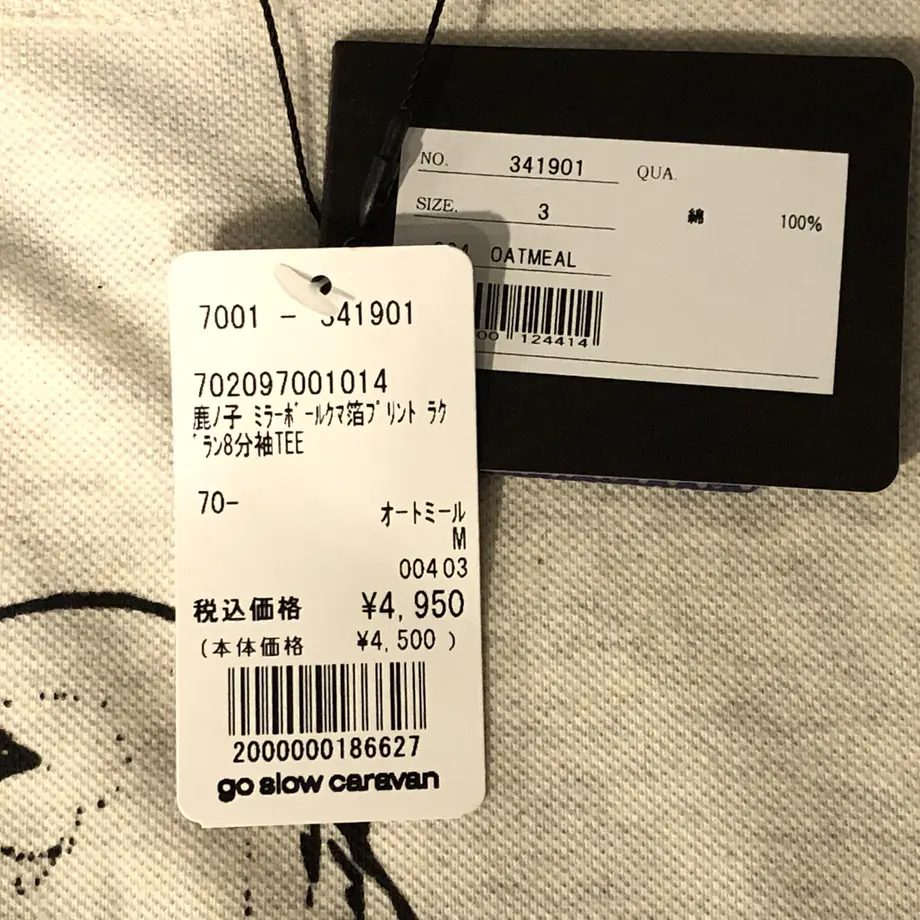 NO. 341901 QUA.
SIZE. 3 綿 100%
OATMEAL
124414
7001 - 341901
702097001014
鹿ノ子 ミラーボールクマ箔プリント ラグ
ラン8分袖TEE
70-
オートミール
M
00403
税込価格 ¥4,950
(本体価格 ¥4,500 )
2000000186627
go slow caravan